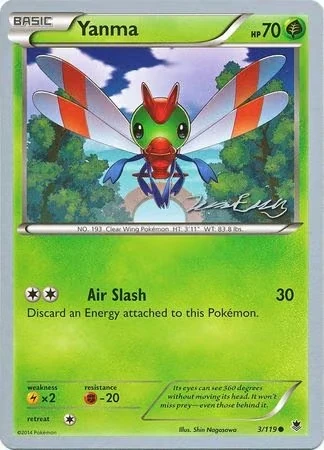 BASIC
Yanma
HP 70
NO. 193 Clear Wing Pokémon HT: 3'11" WT: 83.8 lbs.
Air Slash 30
Discard an Energy attached to this Pokémon.
weakness resistance
×2 -20
retreat
Its eyes can see 360 degrees
without moving its head. It won't
miss prey—even those behind it.
©2014 Pokémon Illus. Shin Nagasawa 3/119